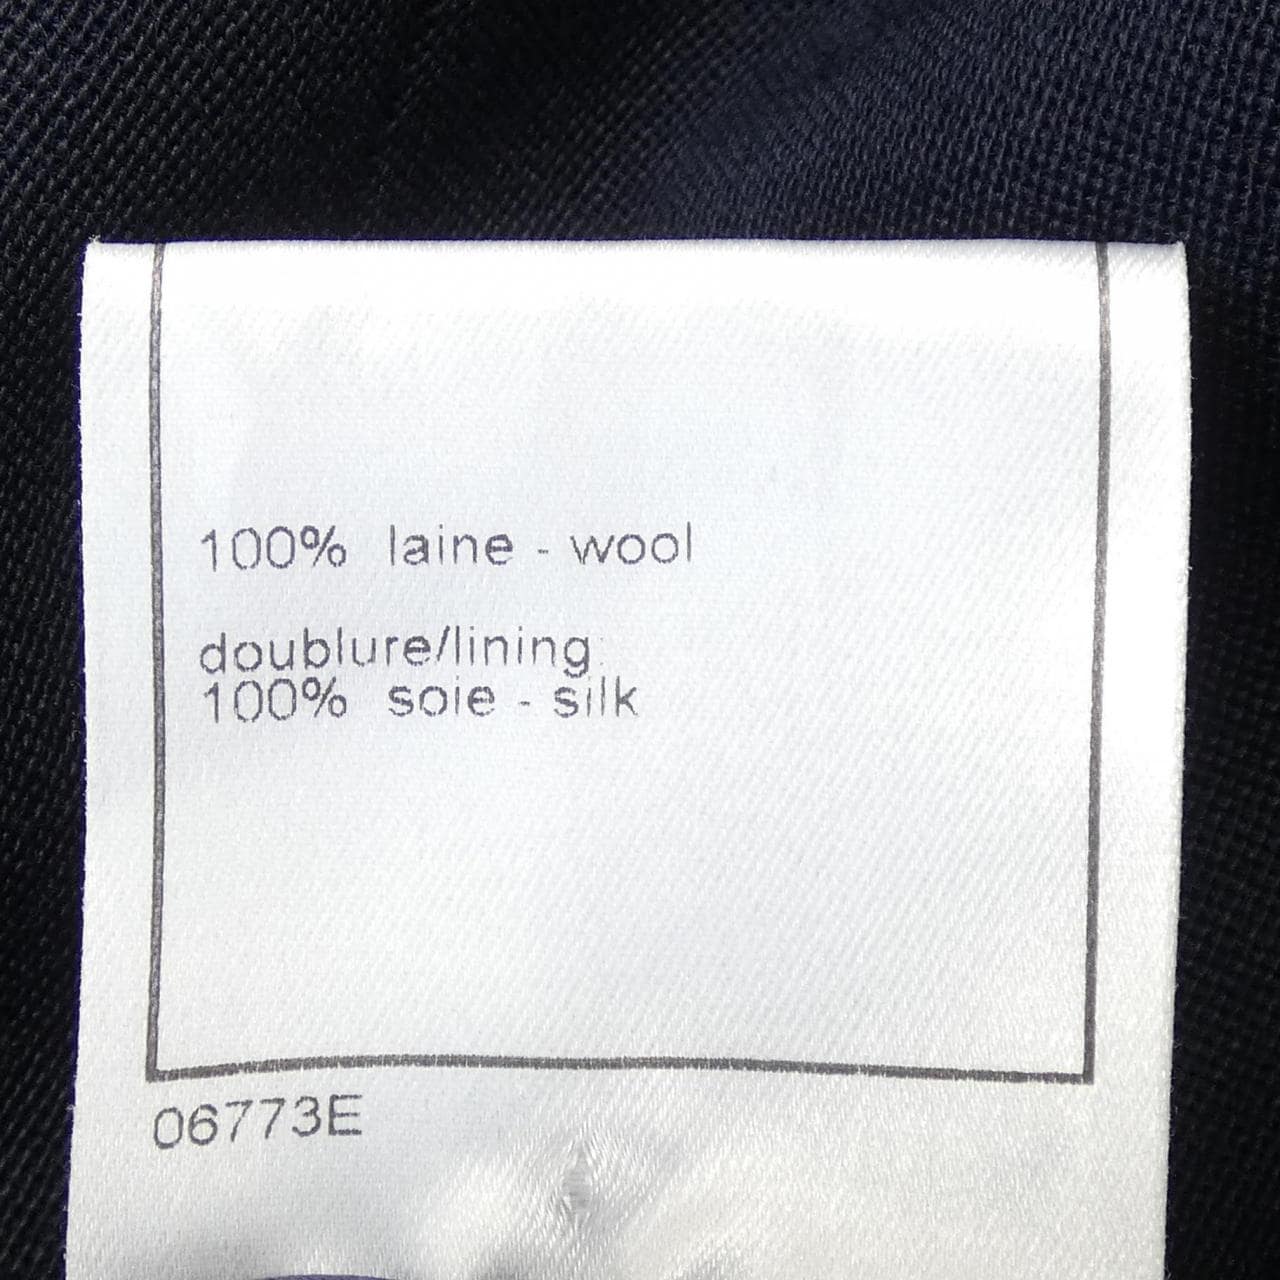 100% laine - wool
doublure/lining:
100% soie - silk
06773E